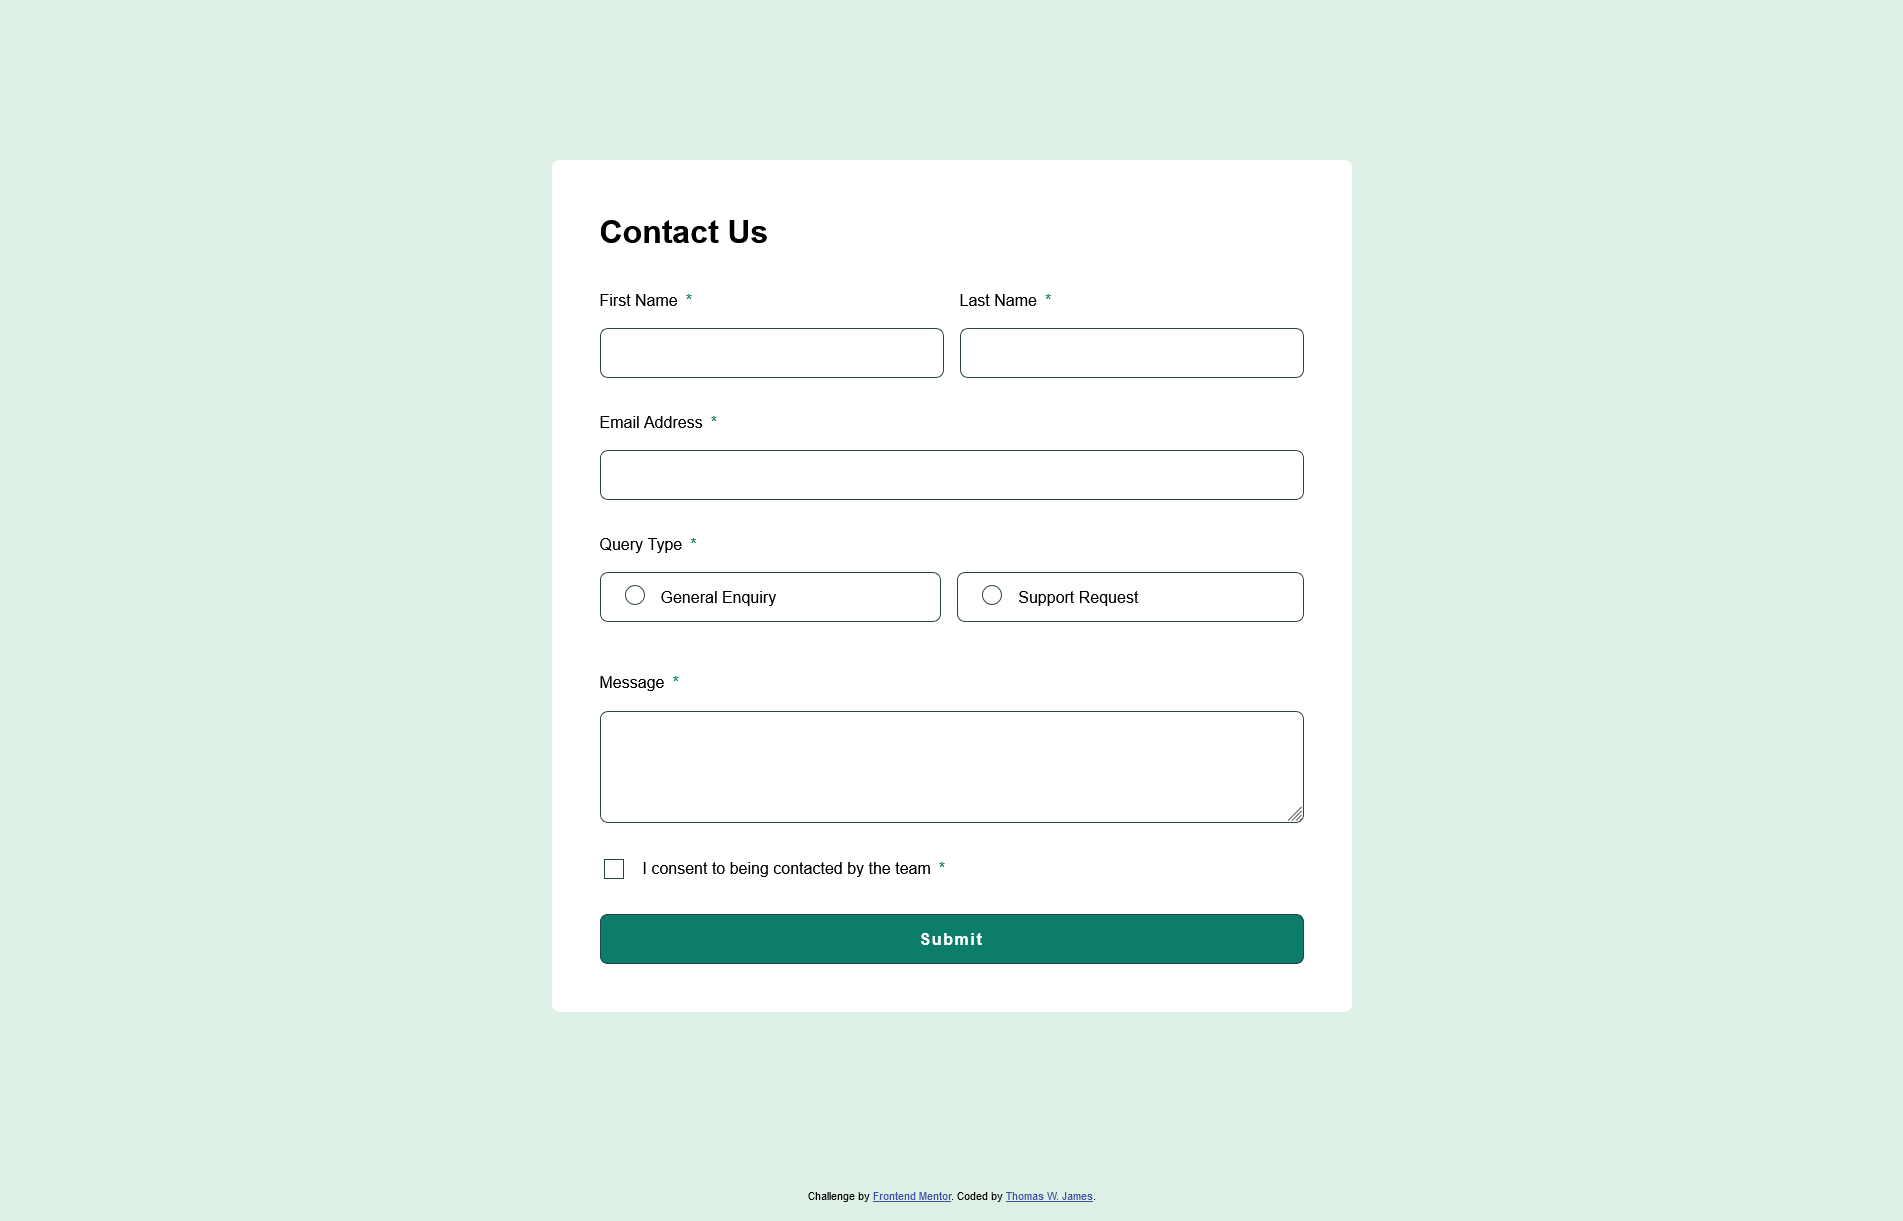 Contact Us
First Name *
Last Name *
Email Address *
Query Type *
General Enquiry
Support Request
Message *
I consent to being contacted by the team *
Submit
Challenge by Frontend Mentor. Coded by Thomas W. James.